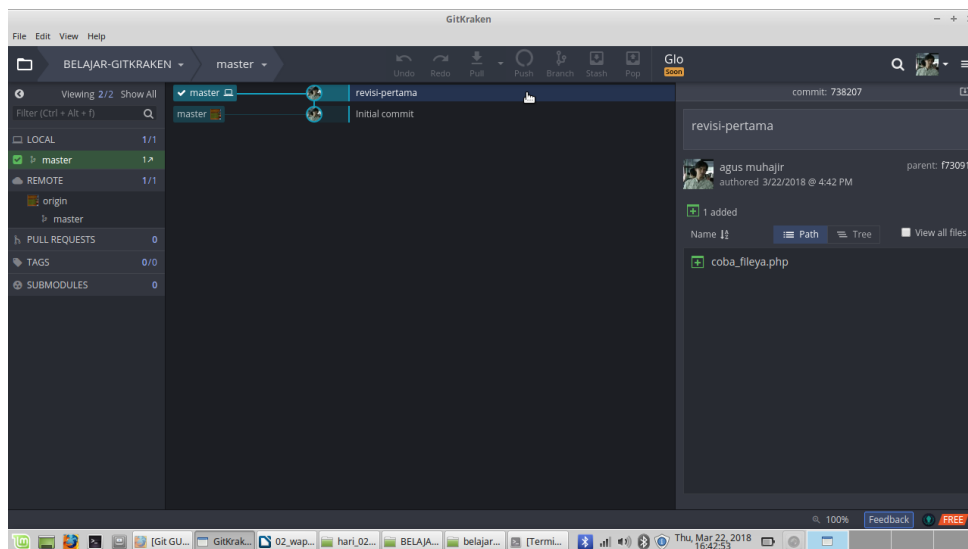 GitKraken
File Edit View Help
BELAJAR-GITKRAKEN
master
Undo Redo Pull Push Branch Stash Pop
Glo
Soon
Viewing 2/2 Show All
Filter (Ctrl + Alt + f)
LOCAL 1/1
master 1
REMOTE 1/1
origin
master
PULL REQUESTS 0
TAGS 0/0
SUBMODULES 0
master revisi-pertama
master Initial commit
commit: 738207
revisi-pertama
agus muhajir
authored 3/22/2018 @ 4:42 PM
parent: f73091
1 added
Name Path Tree View all files
coba_fileya.php
100% Feedback FREE
[Git GU... GitKrak... 02_wap... hari_02... BELAJA... belajar... [Termi... Thu, Mar 22, 2018
16:42:53